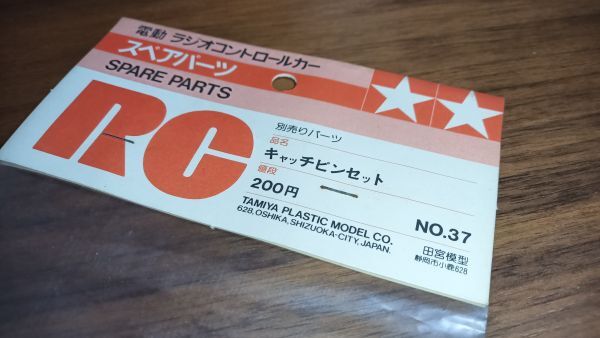 電動 ラジオコントロールカー
スペアパーツ
SPARE PARTS
RC
別売りパーツ
品名
キャッチピンセット
値段
200円
NO.37
TAMIYA PLASTIC MODEL CO.
628, OSHIKA, SHIZUOKA-CITY, JAPAN.
田宮模型
静岡市小鹿628